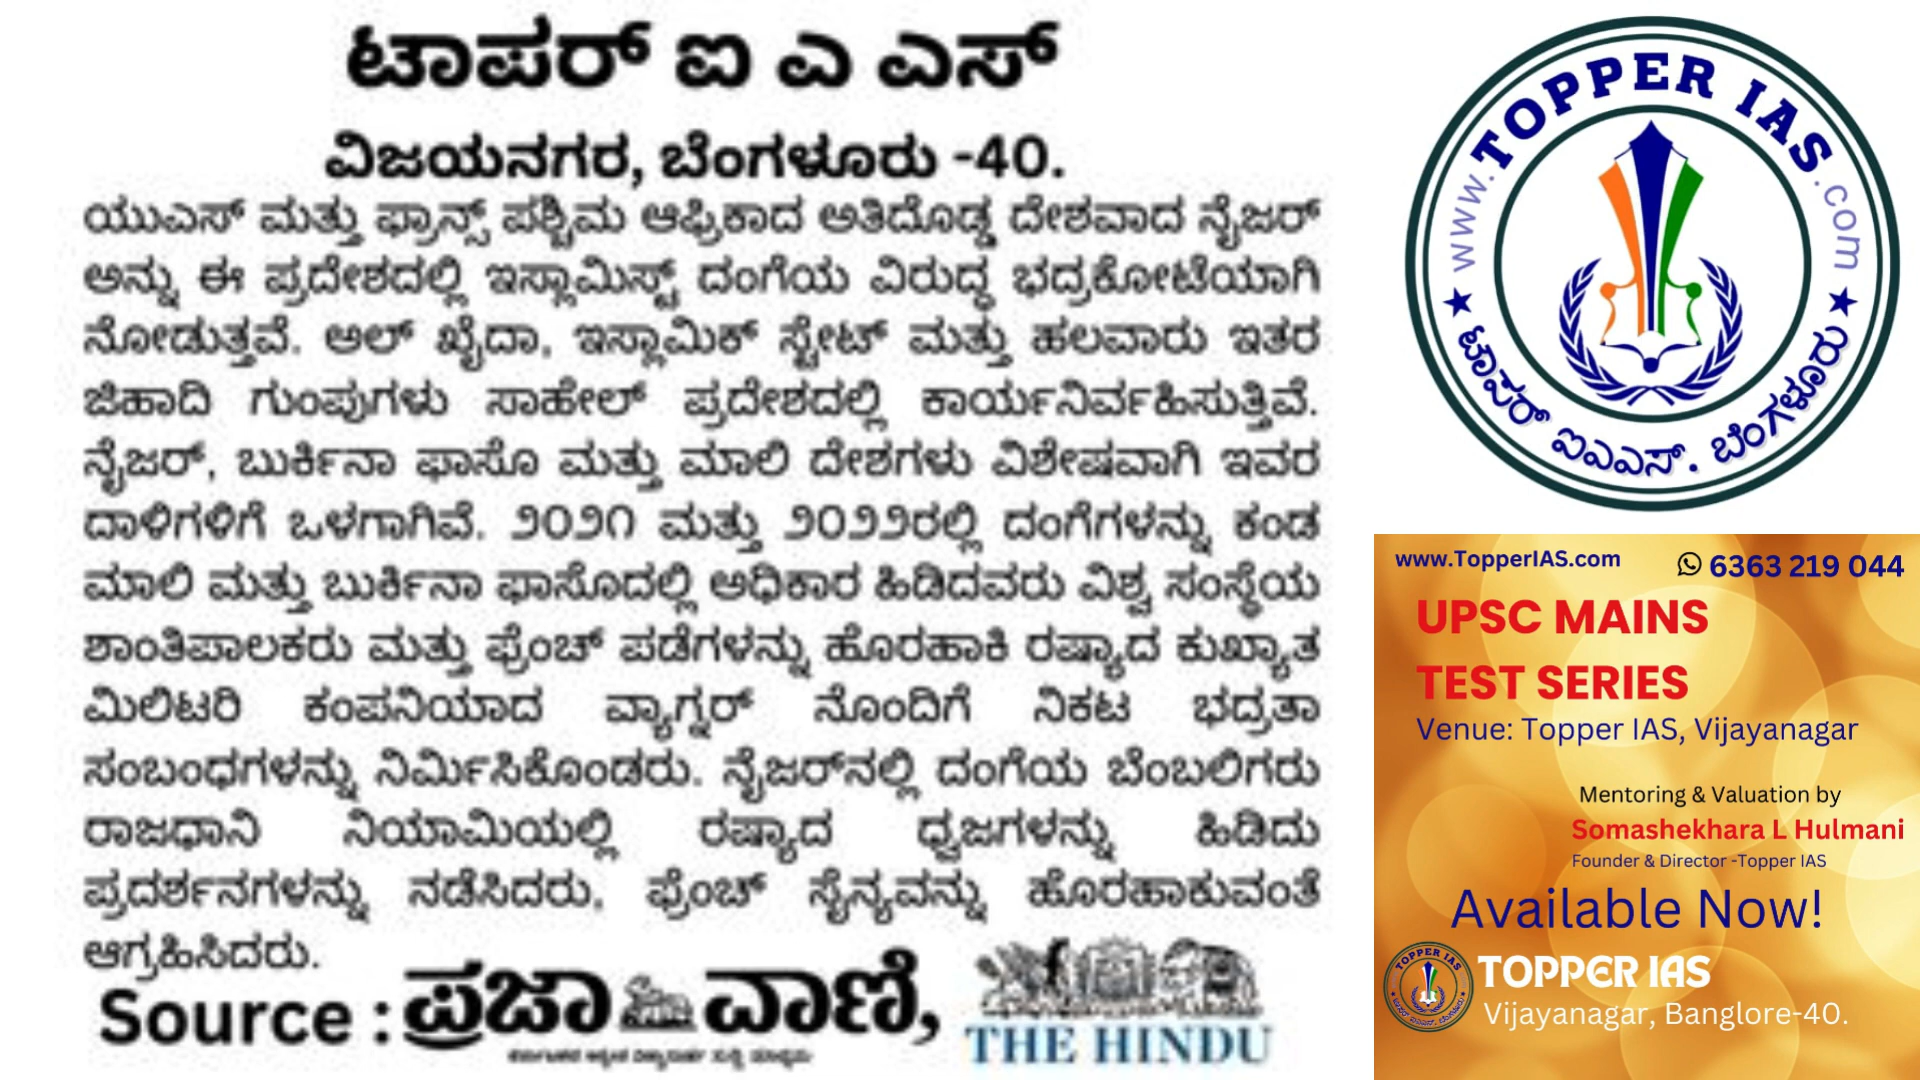 ಟಾಪರ್ ಐ ಎ ಎಸ್
ವಿಜಯನಗರ, ಬೆಂಗಳೂರು -40.
ಯುಎಸ್ ಮತ್ತು ಫ್ರಾನ್ಸ್ ಪಶ್ಚಿಮ ಆಫ್ರಿಕಾದ ಅತಿದೊಡ್ಡ ದೇಶವಾದ ನೈಜರ್
ಅನ್ನು ಈ ಪ್ರದೇಶದಲ್ಲಿ ಇಸ್ಲಾಮಿಸ್ಟ್ ದಂಗೆಯ ವಿರುದ್ಧ ಭದ್ರಕೋಟೆಯಾಗಿ
ನೋಡುತ್ತವೆ. ಅಲ್ ಖೈದಾ, ಇಸ್ಲಾಮಿಕ್ ಸ್ಟೇಟ್ ಮತ್ತು ಹಲವಾರು ಇತರ
ಜಿಹಾದಿ ಗುಂಪುಗಳು ಸಾಹೇಲ್ ಪ್ರದೇಶದಲ್ಲಿ ಕಾರ್ಯನಿರ್ವಹಿಸುತ್ತಿವೆ.
ನೈಜರ್, ಬುರ್ಕಿನಾ ಫಾಸೊ ಮತ್ತು ಮಾಲಿ ದೇಶಗಳು ವಿಶೇಷವಾಗಿ ಇವರ
ದಾಳಿಗಳಿಗೆ ಒಳಗಾಗಿವೆ. ೨೦೨೧ ಮತ್ತು ೨೦೨೨ರಲ್ಲಿ ದಂಗೆಗಳನ್ನು ಕಂಡ
ಮಾಲಿ ಮತ್ತು ಬುರ್ಕಿನಾ ಫಾಸೊದಲ್ಲಿ ಅಧಿಕಾರ ಹಿಡಿದವರು ವಿಶ್ವ ಸಂಸ್ಥೆಯ
ಶಾಂತಿಪಾಲಕರು ಮತ್ತು ಫ್ರೆಂಚ್ ಪಡೆಗಳನ್ನು ಹೊರಹಾಕಿ ರಷ್ಯಾದ ಕುಖ್ಯಾತ
ಮಿಲಿಟರಿ ಕಂಪನಿಯಾದ ವ್ಯಾಗ್ನರ್ ನೊಂದಿಗೆ ನಿಕಟ ಭದ್ರತಾ
ಸಂಬಂಧಗಳನ್ನು ನಿರ್ಮಿಸಿಕೊಂಡರು. ನೈಜರ್‌ನಲ್ಲಿ ದಂಗೆಯ ಬೆಂಬಲಿಗರು
ರಾಜಧಾನಿ ನಿಯಾಮಿಯಲ್ಲಿ ರಷ್ಯಾದ ಧ್ವಜಗಳನ್ನು ಹಿಡಿದು
ಪ್ರದರ್ಶನಗಳನ್ನು ನಡೆಸಿದರು, ಫ್ರೆಂಚ್ ಸೈನ್ಯವನ್ನು ಹೊರಹಾಕುವಂತೆ
ಆಗ್ರಹಿಸಿದರು.
Source : ಪ್ರಜಾವಾಣಿ, THE HINDU
www.TOPPER IAS.com
ಟಾಪರ್ ಐಎಎಸ್. ಬೆಂಗಳೂರು
www.TopperIAS.com 6363 219 044
UPSC MAINS
TEST SERIES
Venue: Topper IAS, Vijayanagar
Mentoring & Valuation by
Somashekhara L Hulmani
Founder & Director -Topper IAS
Available Now!
TOPPER IAS
TOPPER IAS
Vijayanagar, Banglore-40.